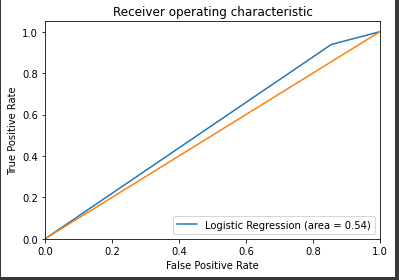 Receiver operating characteristic
1.0
0.8
0.6
0.4
0.2
0.0
True Positive Rate
Logistic Regression (area = 0.54)
0.0 0.2 0.4 0.6 0.8 1.0
False Positive Rate